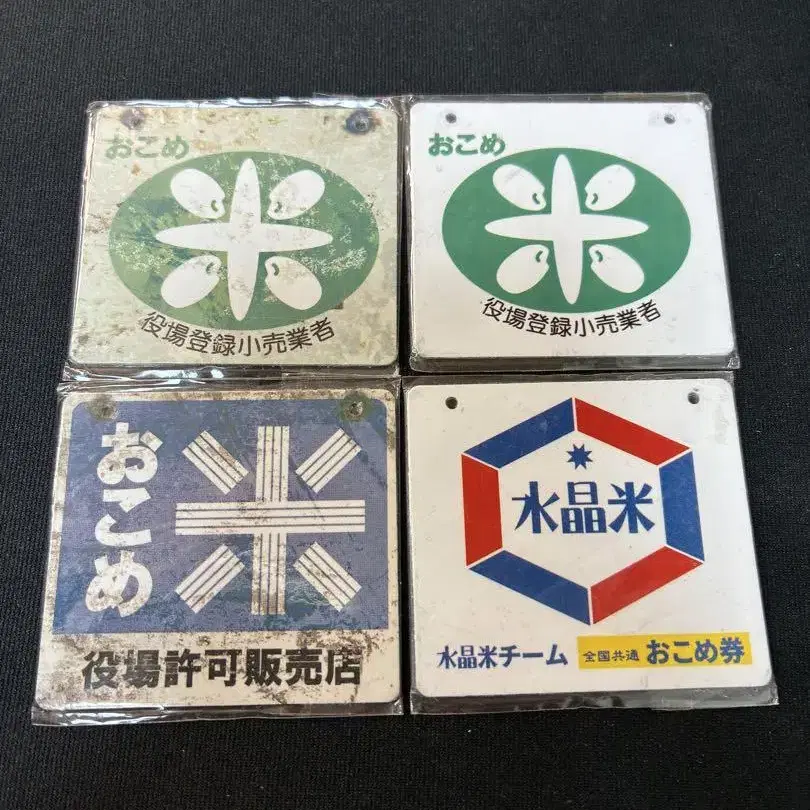 おこめ
米
役場登録小売業者
おこめ
米
役場登録小売業者
おこめ
米
役場許可販売店
水晶米
水晶米チーム 全国共通 おこめ券